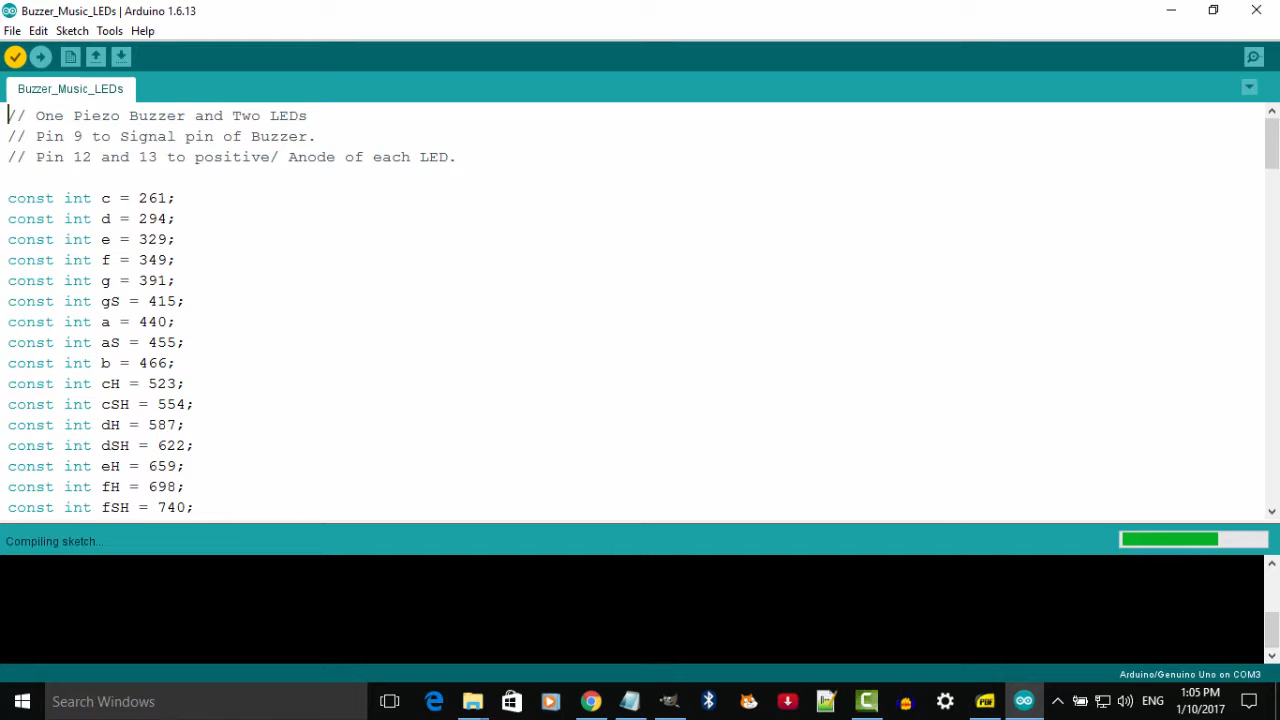 Buzzer_Music_LEDs | Arduino 1.6.13
File Edit Sketch Tools Help
Buzzer_Music_LEDs
// One Piezo Buzzer and Two LEDs
// Pin 9 to Signal pin of Buzzer.
// Pin 12 and 13 to positive/ Anode of each LED.
const int c = 261;
const int d = 294;
const int e = 329;
const int f = 349;
const int g = 391;
const int gS = 415;
const int a = 440;
const int aS = 455;
const int b = 466;
const int cH = 523;
const int cSH = 554;
const int dH = 587;
const int dSH = 622;
const int eH = 659;
const int fH = 698;
const int fSH = 740;
Compiling sketch...
Arduino/Genuino Uno on COM3
Search Windows
PDF
ENG
1:05 PM
1/10/2017